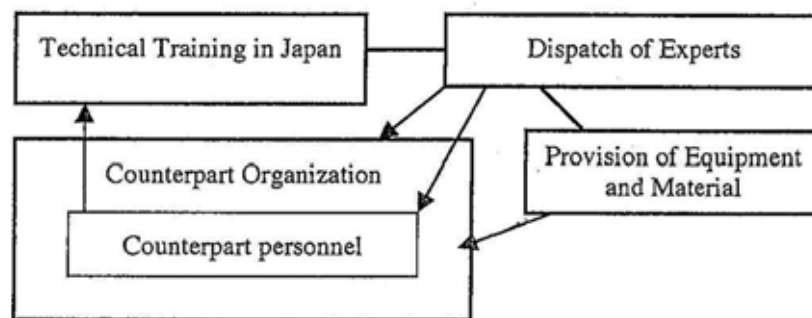 Technical Training in Japan
Dispatch of Experts
Counterpart Organization
Provision of Equipment
and Material
Counterpart personnel